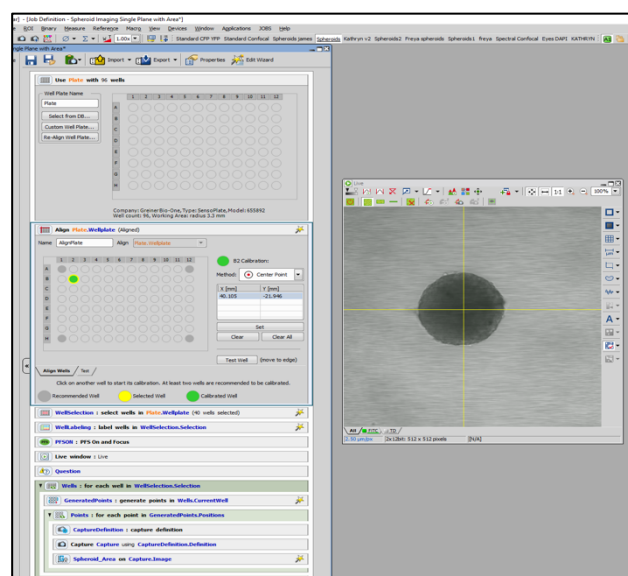 r] - [Job Definition - Spheroid Imaging Single Plane with Area*]
ROI Binary Measure Reference Macro View Devices Window Applications JOBS Help
1.00x Standard CFP YFP Standard Confocal Spheroids james Spheroids Kathryn v2 Spheroids2 Freya spheroids Spheroids1 freya Spectral Confocal Eyes DAPI KATHRYN
ngle Plane with Area*
Import Export Properties Edit Wizard
Use Plate with 96 wells
Well Plate Name
Plate
Select from DB...
Custom Well Plate...
Re-Align Well Plate...
1 2 3 4 5 6 7 8 9 10 11 12
A
B
C
D
E
F
G
H
Company: Greiner Bio-One, Type: SensoPlate, Model: 655892
Well count: 96, Working Area: radius 3.3 mm
Align Plate.Wellplate (Aligned)
Name AlignPlate Align Plate.Wellplate
1 2 3 4 5 6 7 8 9 10 11 12
A
B
C
D
E
F
G
H
B2 Calibration:
Method: Center Point
X [mm] Y [mm]
40.105 -21.946
Set
Clear Clear All
Test Well (move to edge)
Align Wells Test
Click on another well to start its calibration. At least two wells are recommended to be calibrated.
Recommended Well Selected Well Calibrated Well
WellSelection : select wells in Plate.Wellplate (40 wells selected)
WellLabeling : label wells in WellSelection.Selection
PFSON : PFS On and Focus
Live window : Live
Question
Wells : for each well in WellSelection.Selection
GeneratedPoints : generate points in Wells.CurrentWell
Points : for each point in GeneratedPoints.Positions
CaptureDefinition : capture definition
Capture Capture using CaptureDefinition.Definition
Spheroid_Area on Capture.Image
Live
1:1 100%
All FITC TD
2.50 µm/px 2x12bit: 512 x 512 pixels [N/A]